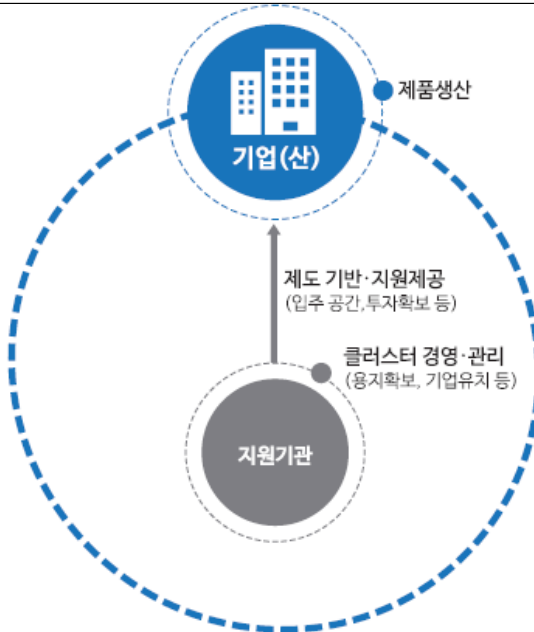 기업(산)
제품생산
제도 기반·지원제공
(입주 공간,투자확보 등)
클러스터 경영·관리
(용지확보, 기업유치 등)
지원기관